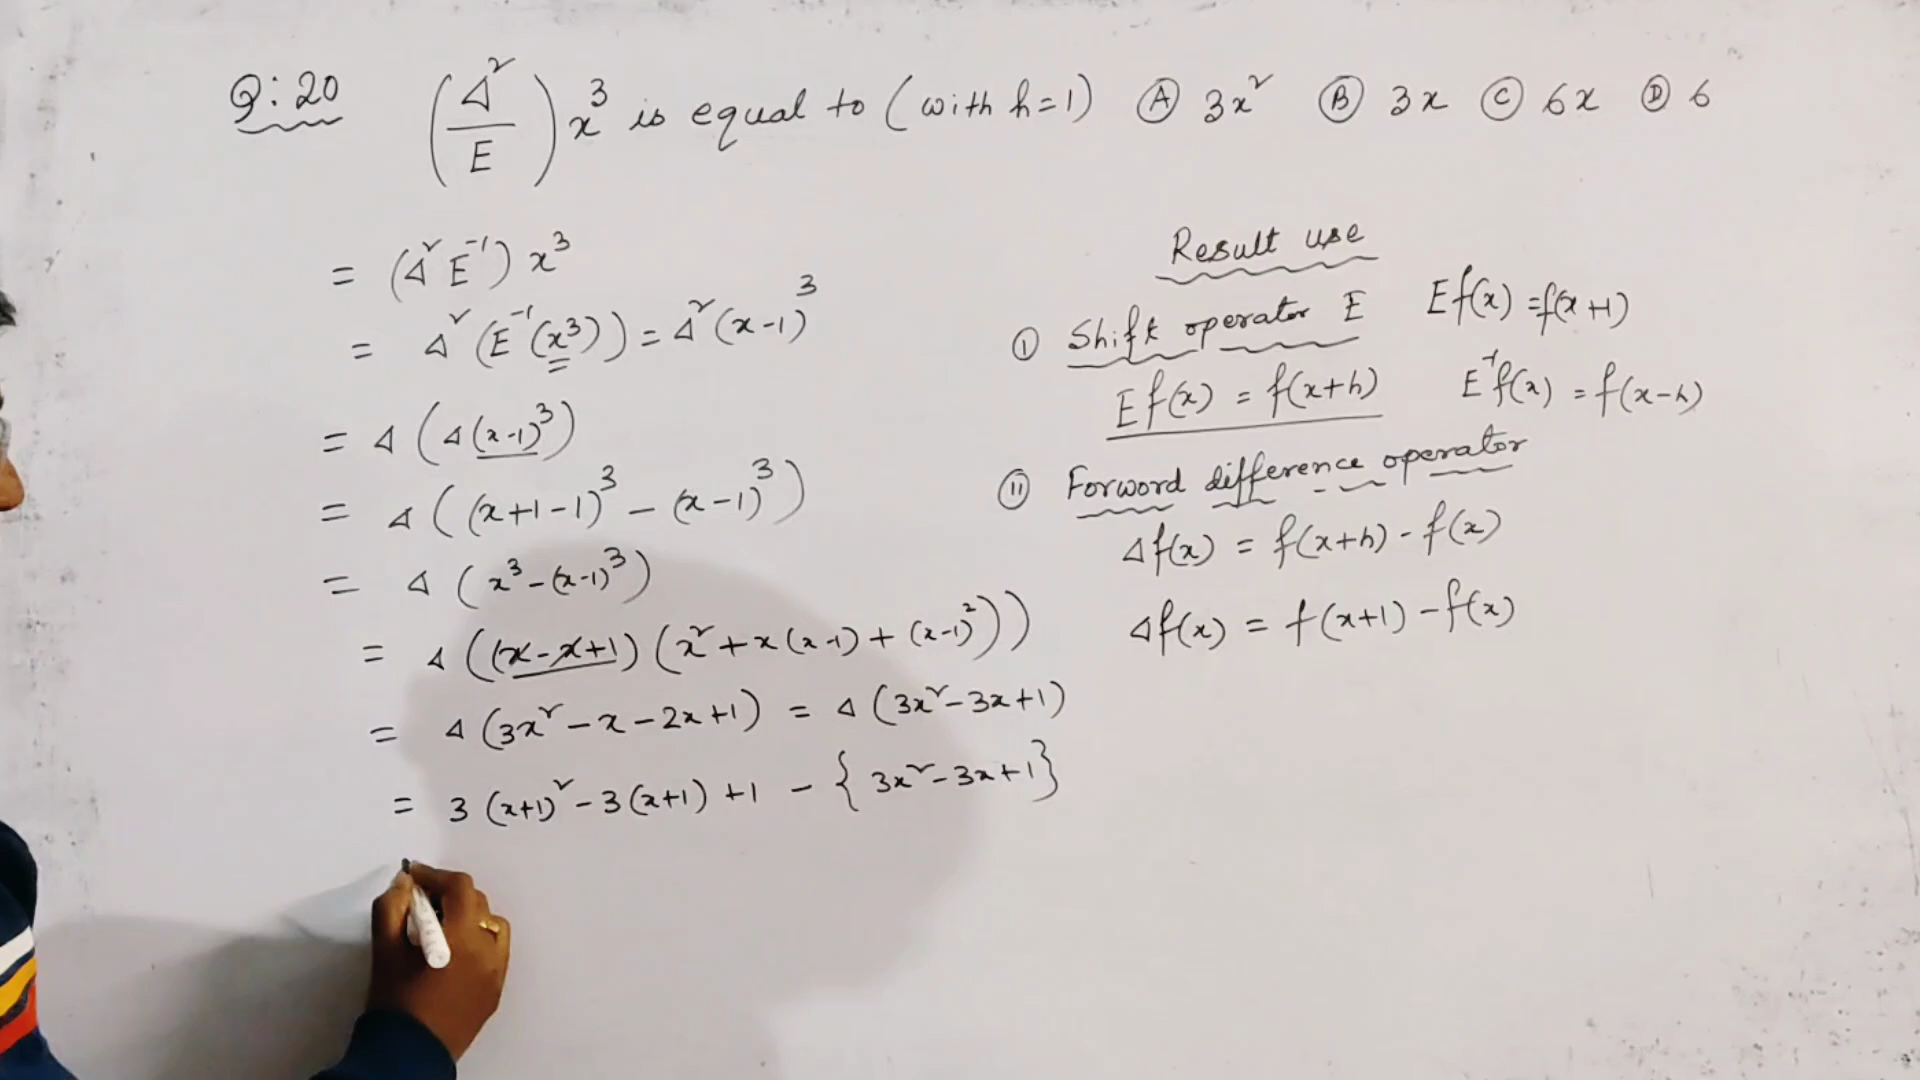 Q:20 (Δ²/E) x³ is equal to (with h=1) Ⓐ 3x² Ⓑ 3x Ⓒ 6x Ⓓ 6
= (Δ² E⁻¹) x³
= Δ² (E⁻¹(x³)) = Δ² (x-1)³
= Δ (Δ(x-1)³)
= Δ ((x+1-1)³ - (x-1)³)
= Δ (x³-(x-1)³)
= Δ ((x-x+1) (x²+x(x-1)+(x-1)²))
= Δ (3x²-x-2x+1) = Δ (3x²-3x+1)
= 3(x+1)²-3(x+1)+1 - {3x²-3x+1}
Result use
① Shift operator E Ef(x) = f(x+1)
Ef(x) = f(x+h) E⁻¹f(x) = f(x-h)
⑪ Forword difference operator
Δf(x) = f(x+h) - f(x)
Δf(x) = f(x+1) - f(x)